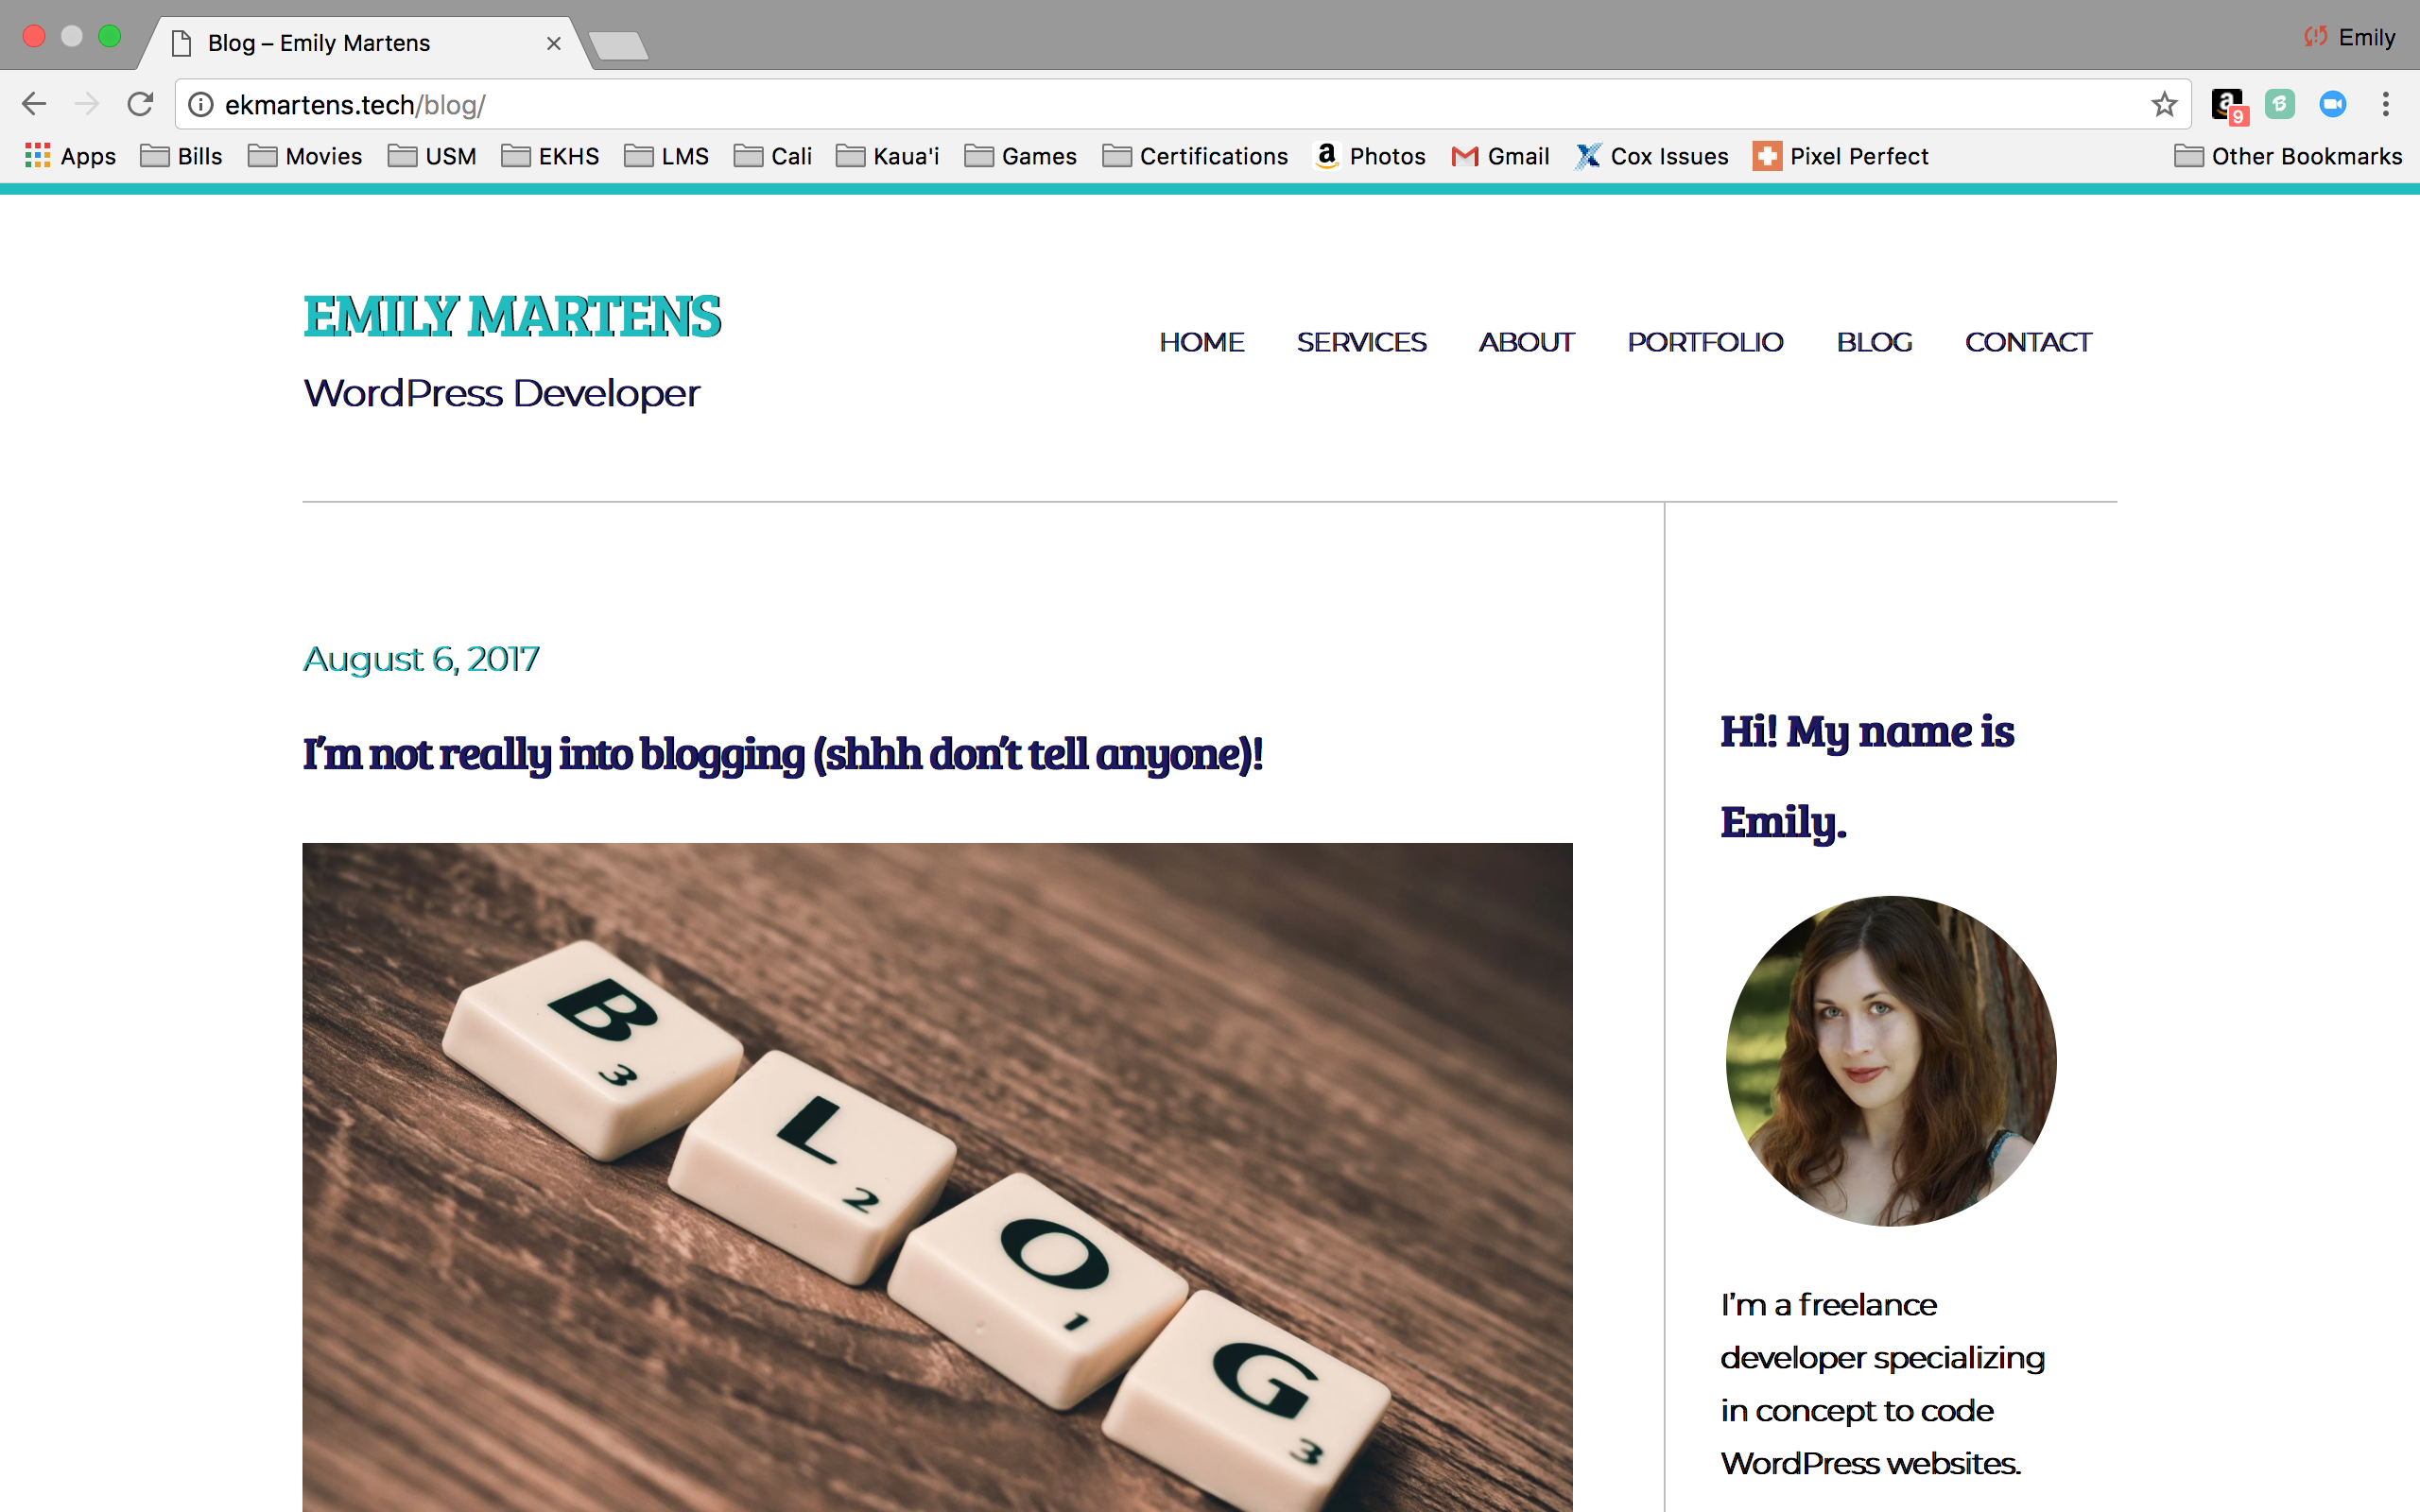 Blog – Emily Martens
Emily
ekmartens.tech/blog/
9
Apps Bills Movies USM EKHS LMS Cali Kaua'i Games Certifications Photos Gmail Cox Issues Pixel Perfect Other Bookmarks
EMILY MARTENS
WordPress Developer
HOME SERVICES ABOUT PORTFOLIO BLOG CONTACT
August 6, 2017
I’m not really into blogging (shhh don’t tell anyone)!
B 3
L 2
O 1
G 3
Hi! My name is
Emily.
I’m a freelance
developer specializing
in concept to code
WordPress websites.